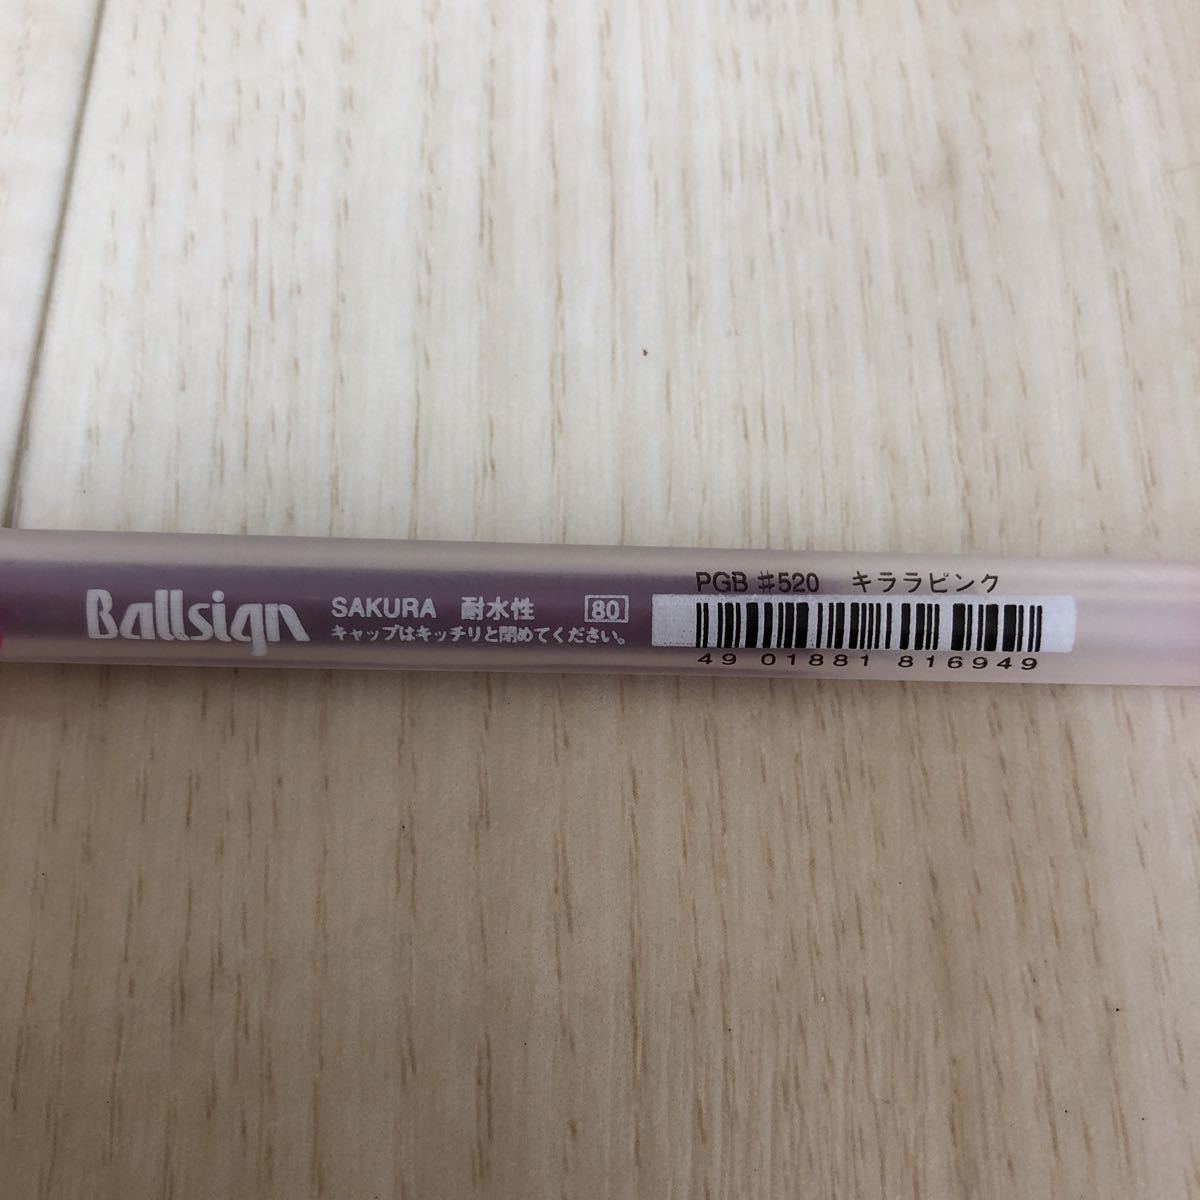 Ballsign
SAKURA 耐水性 80
キャップはキッチリと閉めてください。
PGB #520 キララピンク
49 01881 816949